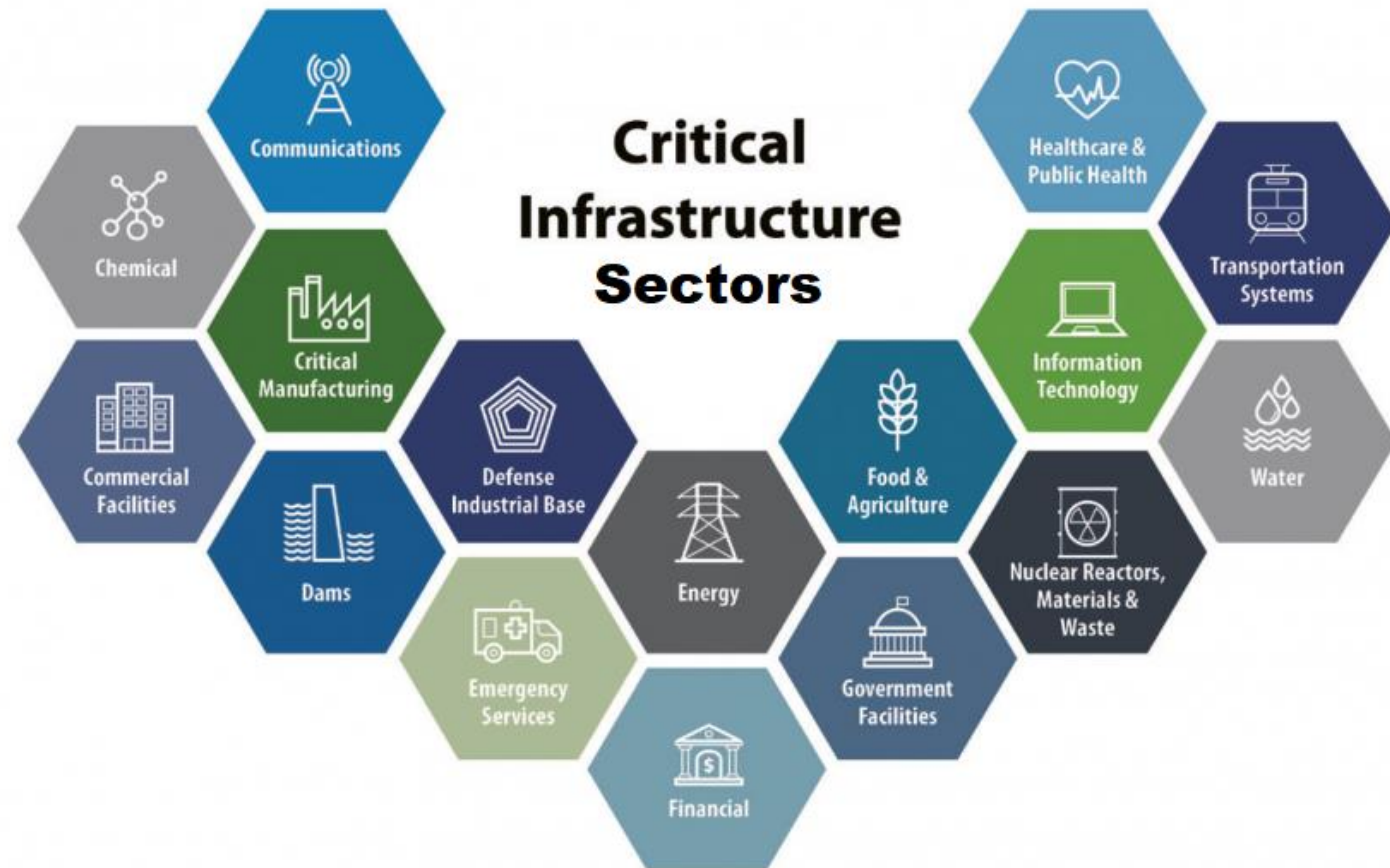 Critical
Infrastructure
Sectors
Communications
Chemical
Critical
Manufacturing
Commercial
Facilities
Dams
Defense
Industrial Base
Emergency
Services
Energy
Financial
Food &
Agriculture
Government
Facilities
Healthcare &
Public Health
Information
Technology
Nuclear Reactors,
Materials &
Waste
Transportation
Systems
Water
$